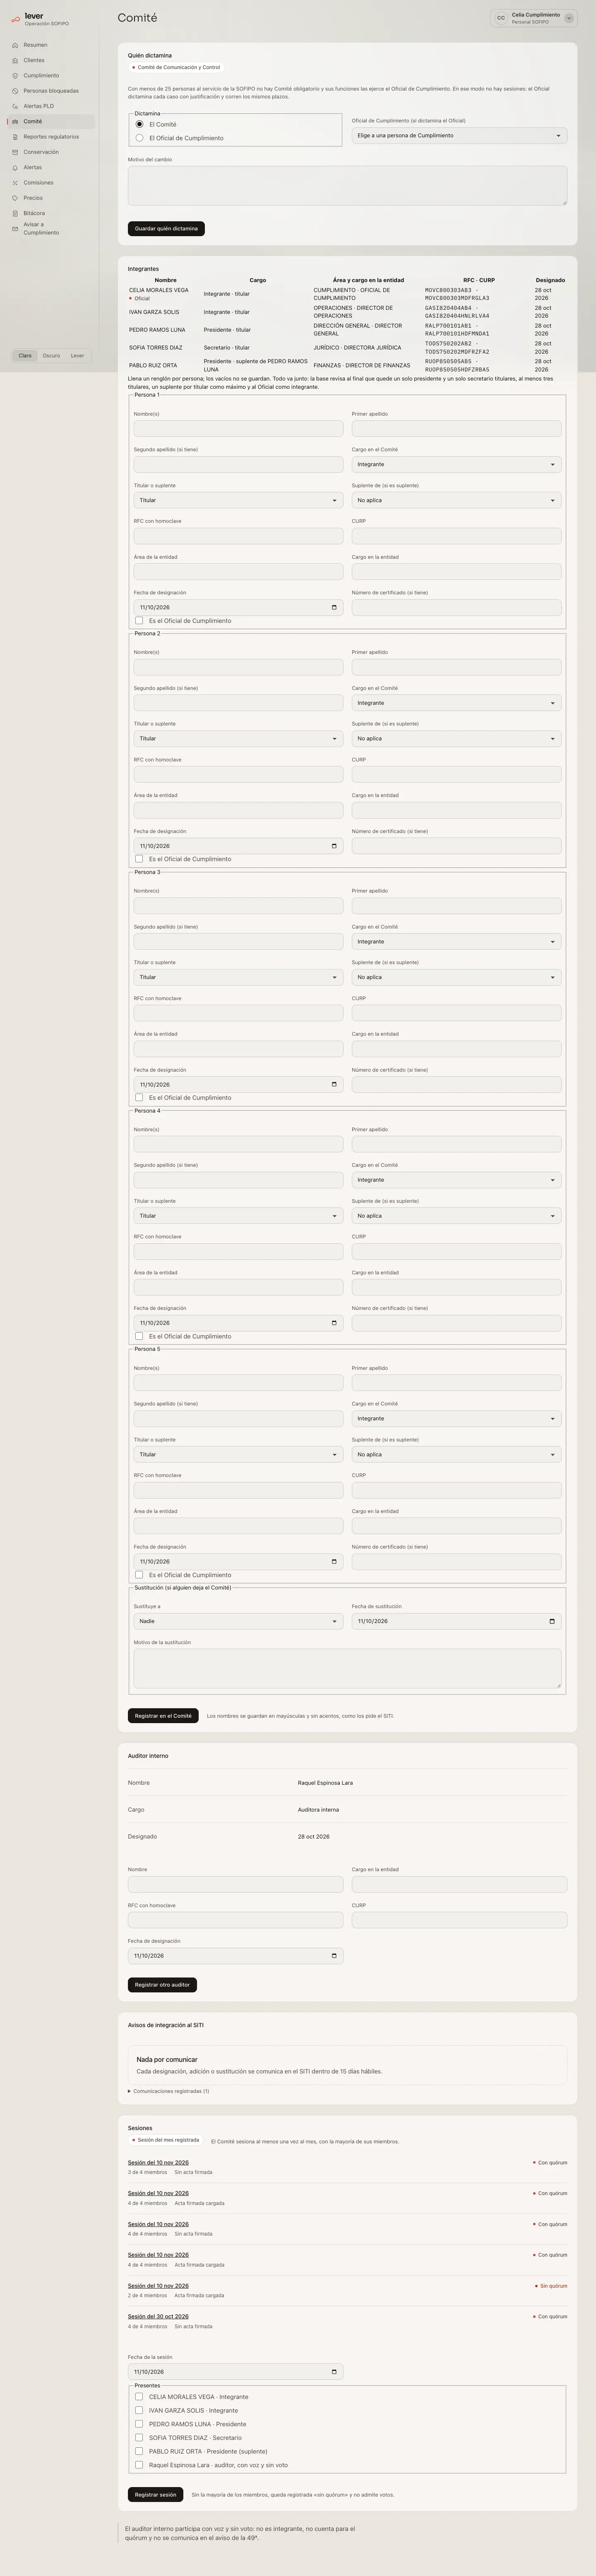 lever
Operación SOFIPO
Resumen
Clientes
Cumplimiento
Personas bloqueadas
Alertas PLD
Comité
Reportes regulatorios
Conservación
Alertas
Comisiones
Precios
Bitácora
Avisar a
Cumplimiento
Claro
Oscuro
Lever
Comité
CC
Celia Cumplimiento
Personal SOFIPO
Quién dictamina
Comité de Comunicación y Control
Con menos de 25 personas al servicio de la SOFIPO no hay Comité obligatorio y sus funciones las ejerce el Oficial de Cumplimiento. En ese modo no hay sesiones: el Oficial
dictamina cada caso con justificación y corren los mismos plazos.
Dictamina
El Comité
El Oficial de Cumplimiento
Oficial de Cumplimiento (si dictamina el Oficial)
Elige a una persona de Cumplimiento
Motivo del cambio
Guardar quién dictamina
Integrantes
Nombre Cargo Área y cargo en la entidad RFC · CURP Designado
CELIA MORALES VEGA
Oficial
Integrante · titular
CUMPLIMIENTO · OFICIAL DE
CUMPLIMIENTO
MOVC800303AB3 ·
MOVC800303MDFRGLA3
28 oct
2026
IVAN GARZA SOLIS
Integrante · titular
OPERACIONES · DIRECTOR DE
OPERACIONES
GASI820404AB4 ·
GASI820404HNLRLVA4
28 oct
2026
PEDRO RAMOS LUNA
Presidente · titular
DIRECCIÓN GENERAL · DIRECTOR
GENERAL
RALP700101AB1 ·
RALP700101HDFMNDA1
28 oct
2026
SOFIA TORRES DIAZ
Secretario · titular
JURÍDICO · DIRECTORA JURÍDICA
TODS750202AB2 ·
TODS750202MDFRZFA2
28 oct
2026
PABLO RUIZ ORTA
Presidente · suplente de PEDRO RAMOS
LUNA
FINANZAS · DIRECTOR DE FINANZAS
RUOP850505AB5 ·
RUOP850505HDFZRBA5
28 oct
2026
Llena un renglón por persona; los vacíos no se guardan. Todo va junto: la base revisa al final que quede un solo presidente y un solo secretario titulares, al menos tres
titulares, un suplente por titular como máximo y al Oficial como integrante.
Persona 1
Nombre(s)
Primer apellido
Segundo apellido (si tiene)
Cargo en el Comité
Integrante
Titular o suplente
Titular
Suplente de (si es suplente)
No aplica
RFC con homoclave
CURP
Área de la entidad
Cargo en la entidad
Fecha de designación
11/10/2026
Número de certificado (si tiene)
Es el Oficial de Cumplimiento
Persona 2
Nombre(s)
Primer apellido
Segundo apellido (si tiene)
Cargo en el Comité
Integrante
Titular o suplente
Titular
Suplente de (si es suplente)
No aplica
RFC con homoclave
CURP
Área de la entidad
Cargo en la entidad
Fecha de designación
11/10/2026
Número de certificado (si tiene)
Es el Oficial de Cumplimiento
Persona 3
Nombre(s)
Primer apellido
Segundo apellido (si tiene)
Cargo en el Comité
Integrante
Titular o suplente
Titular
Suplente de (si es suplente)
No aplica
RFC con homoclave
CURP
Área de la entidad
Cargo en la entidad
Fecha de designación
11/10/2026
Número de certificado (si tiene)
Es el Oficial de Cumplimiento
Persona 4
Nombre(s)
Primer apellido
Segundo apellido (si tiene)
Cargo en el Comité
Integrante
Titular o suplente
Titular
Suplente de (si es suplente)
No aplica
RFC con homoclave
CURP
Área de la entidad
Cargo en la entidad
Fecha de designación
11/10/2026
Número de certificado (si tiene)
Es el Oficial de Cumplimiento
Persona 5
Nombre(s)
Primer apellido
Segundo apellido (si tiene)
Cargo en el Comité
Integrante
Titular o suplente
Titular
Suplente de (si es suplente)
No aplica
RFC con homoclave
CURP
Área de la entidad
Cargo en la entidad
Fecha de designación
11/10/2026
Número de certificado (si tiene)
Es el Oficial de Cumplimiento
Sustitución (si alguien deja el Comité)
Sustituye a
Nadie
Fecha de sustitución
11/10/2026
Motivo de la sustitución
Registrar en el Comité
Los nombres se guardan en mayúsculas y sin acentos, como los pide el SITI.
Auditor interno
Nombre
Raquel Espinosa Lara
Cargo
Auditora interna
Designado
28 oct 2026
Nombre
Cargo en la entidad
RFC con homoclave
CURP
Fecha de designación
11/10/2026
Registrar otro auditor
Avisos de integración al SITI
Nada por comunicar
Cada designación, adición o sustitución se comunica en el SITI dentro de 15 días hábiles.
Comunicaciones registradas (1)
Sesiones
Sesión del mes registrada
El Comité sesiona al menos una vez al mes, con la mayoría de sus miembros.
Sesión del 10 nov 2026
Con quórum
3 de 4 miembros Sin acta firmada
Sesión del 10 nov 2026
Con quórum
4 de 4 miembros Acta firmada cargada
Sesión del 10 nov 2026
Con quórum
4 de 4 miembros Sin acta firmada
Sesión del 10 nov 2026
Con quórum
4 de 4 miembros Acta firmada cargada
Sesión del 10 nov 2026
Sin quórum
2 de 4 miembros Acta firmada cargada
Sesión del 30 oct 2026
Con quórum
4 de 4 miembros Sin acta firmada
Fecha de la sesión
11/10/2026
Presentes
CELIA MORALES VEGA · Integrante
IVAN GARZA SOLIS · Integrante
PEDRO RAMOS LUNA · Presidente
SOFIA TORRES DIAZ · Secretario
PABLO RUIZ ORTA · Presidente (suplente)
Raquel Espinosa Lara · auditor, con voz y sin voto
Registrar sesión
Sin la mayoría de los miembros, queda registrada «sin quórum» y no admite votos.
El auditor interno participa con voz y sin voto: no es integrante, no cuenta para el
quórum y no se comunica en el aviso de la 49ª.